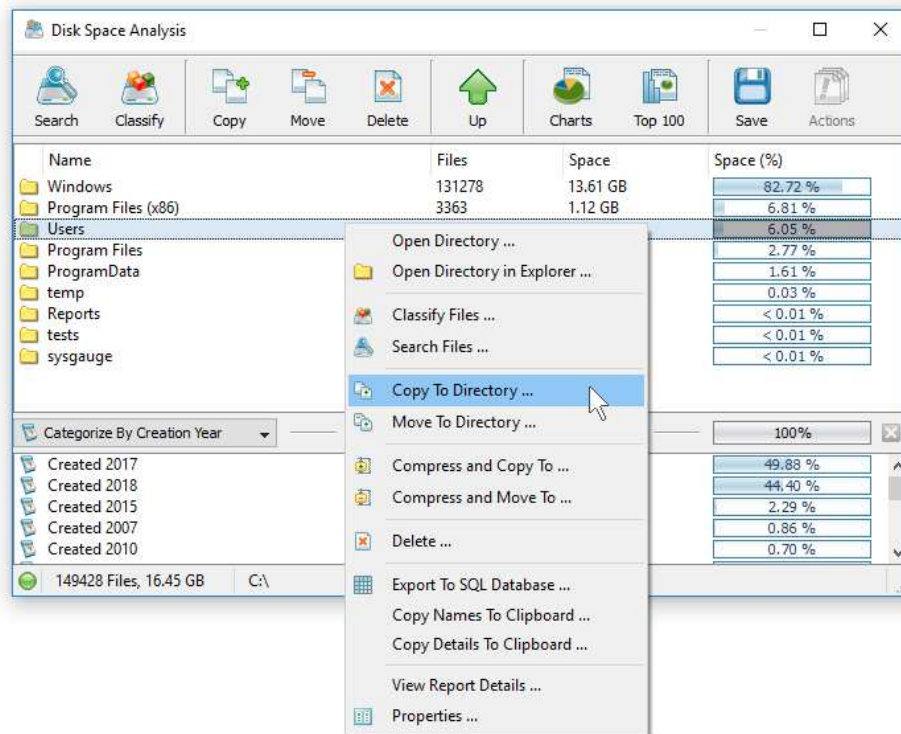 Disk Space Analysis
Search Classify Copy Move Delete Up Charts Top 100 Save Actions
Name Files Space Space (%)
Windows 131278 13.61 GB 82.72 %
Program Files (x86) 3363 1.12 GB 6.81 %
Users 6.05 %
Program Files 2.77 %
ProgramData 1.61 %
temp 0.03 %
Reports < 0.01 %
tests < 0.01 %
sysgauge < 0.01 %
Open Directory ...
Open Directory in Explorer ...
Classify Files ...
Search Files ...
Copy To Directory ...
Move To Directory ...
Compress and Copy To ...
Compress and Move To ...
Delete ...
Export To SQL Database ...
Copy Names To Clipboard ...
Copy Details To Clipboard ...
View Report Details ...
Properties ...
Categorize By Creation Year 100%
Created 2017 49.88 %
Created 2018 44.40 %
Created 2015 2.29 %
Created 2007 0.86 %
Created 2010 0.70 %
149428 Files, 16.45 GB C:\